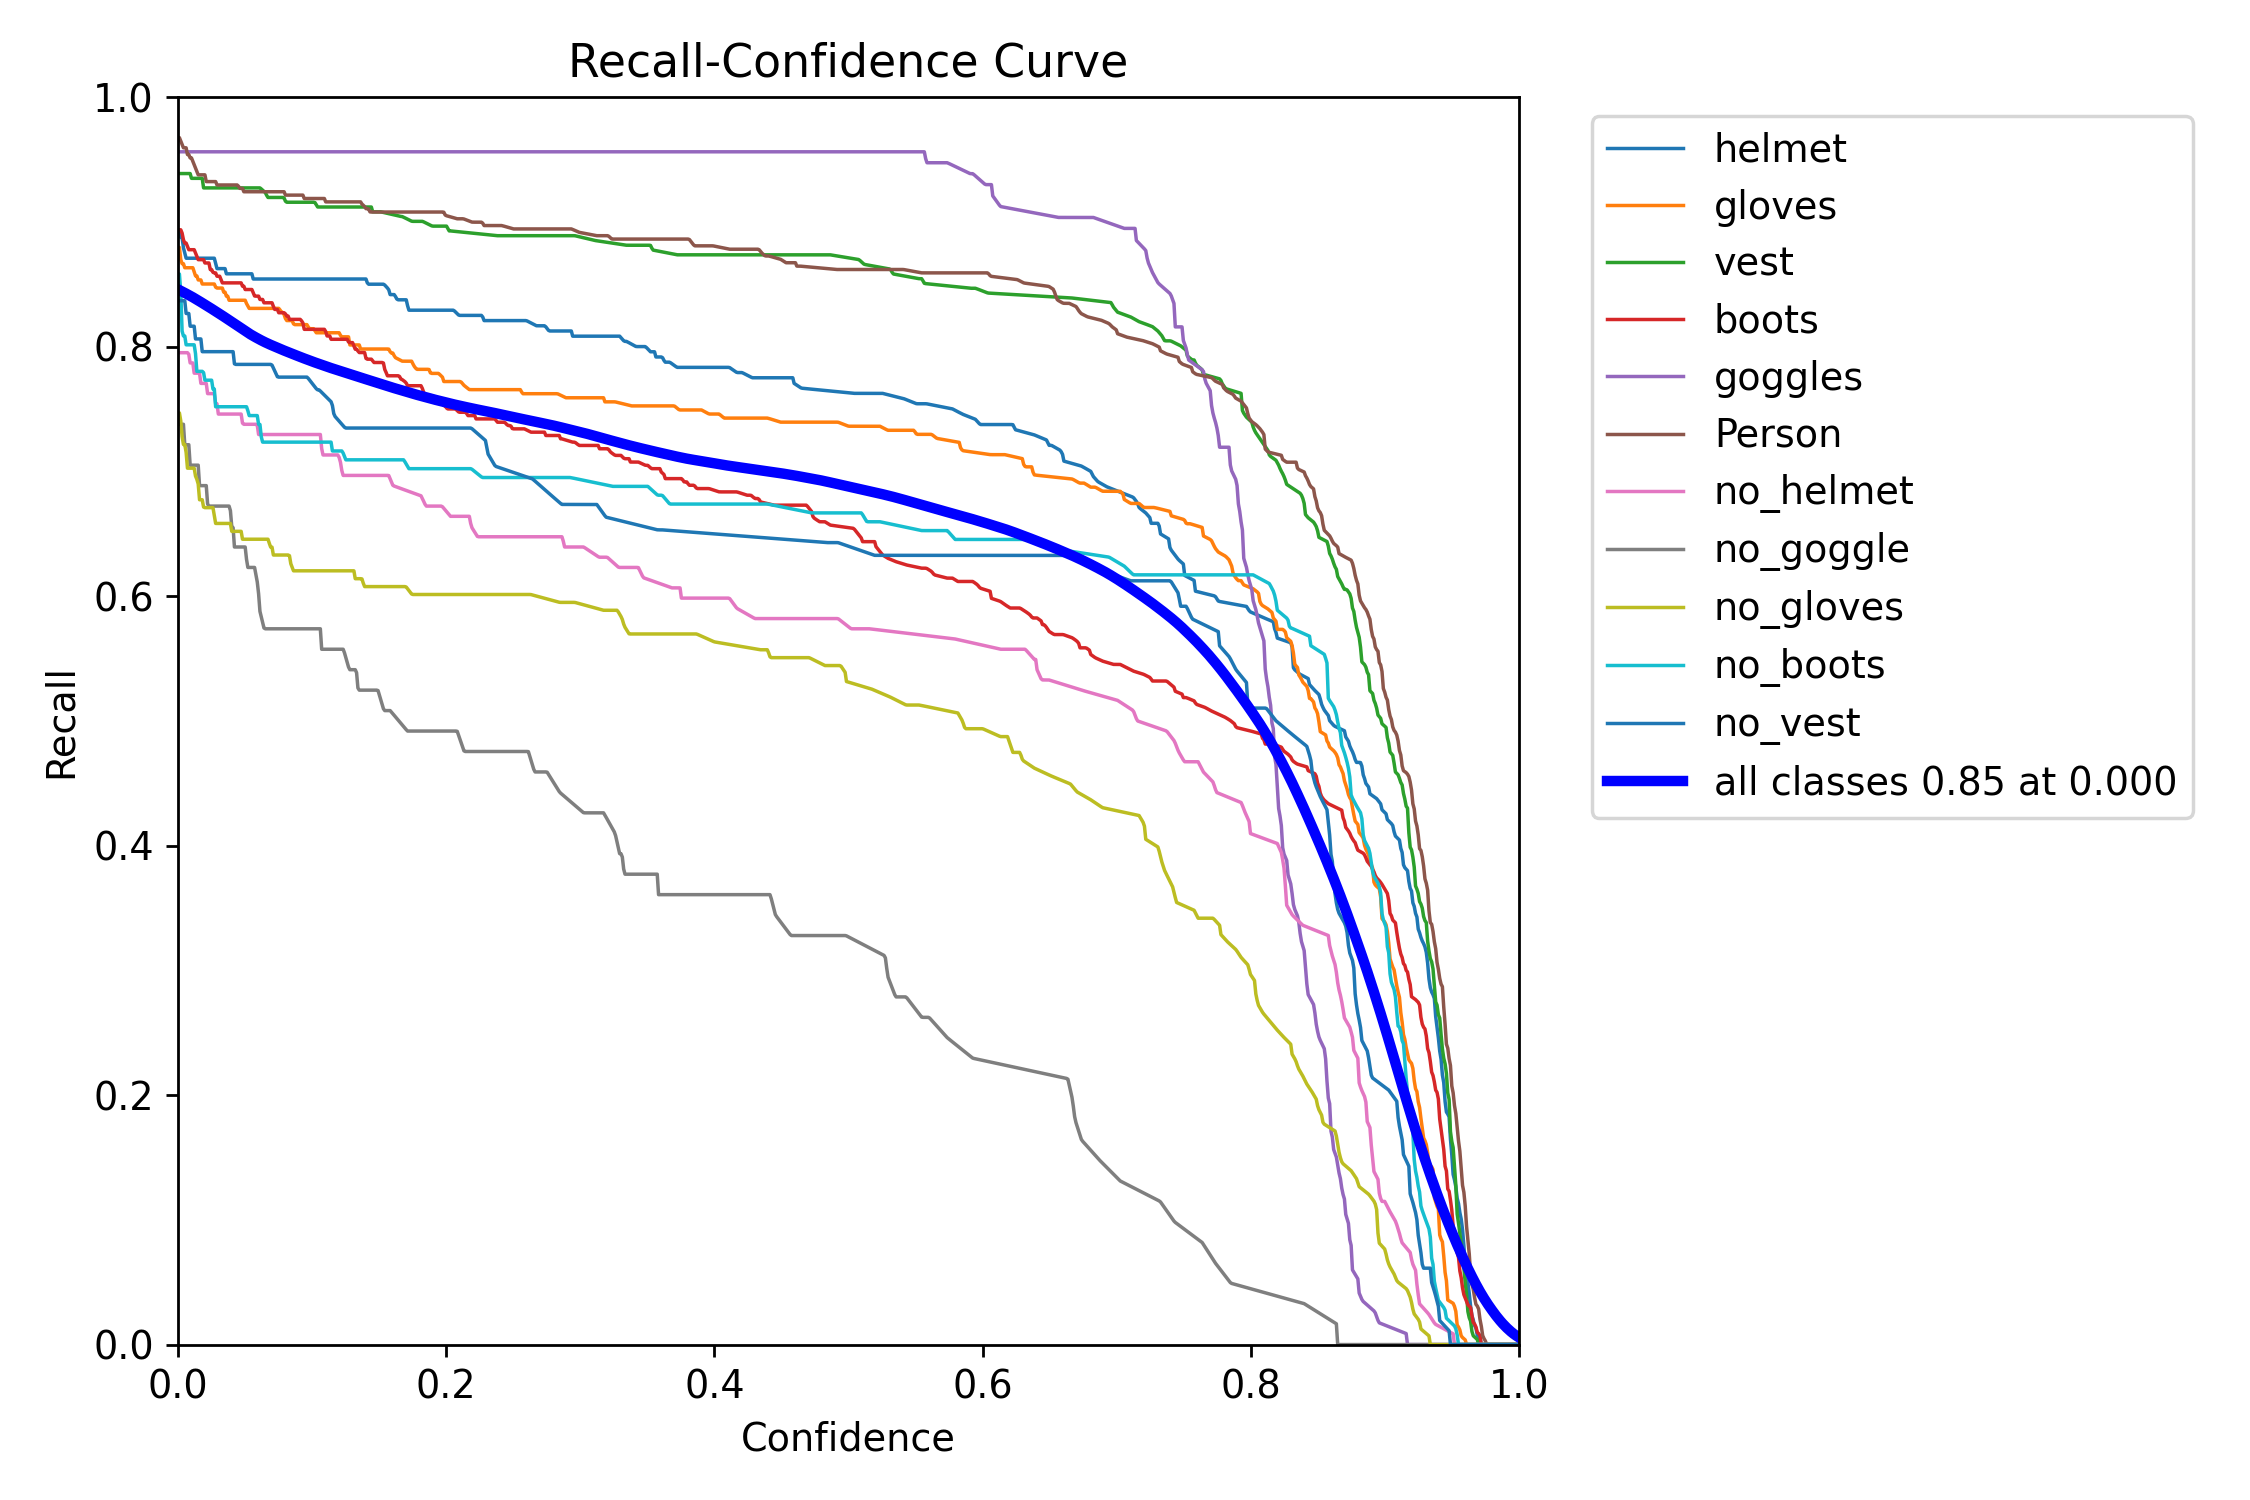 Recall-Confidence Curve
1.0
0.8
0.6
0.4
0.2
0.0
Recall
0.0 0.2 0.4 0.6 0.8 1.0
Confidence
helmet
gloves
vest
boots
goggles
Person
no_helmet
no_goggle
no_gloves
no_boots
no_vest
all classes 0.85 at 0.000